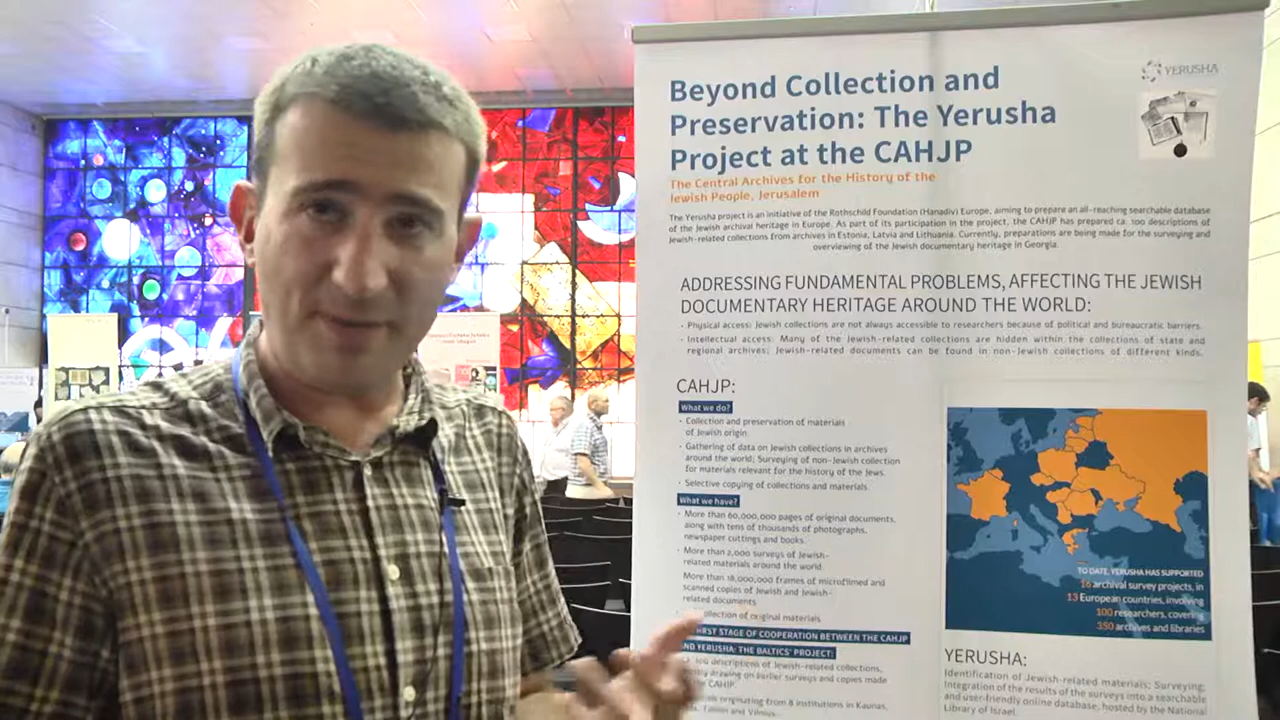 Beyond Collection and
Preservation: The Yerusha
Project at the CAHJP
YERUSHA
The Central Archives for the History of the
Jewish People, Jerusalem
The Yerusha project is an initiative of the Rothschild Foundation (Hanadiv) Europe, aiming to prepare an all-reaching searchable database
of the Jewish archival heritage in Europe. As part of its participation in the project, the CAHJP has prepared ca. 100 descriptions of
Jewish-related collections from archives in Estonia, Latvia and Lithuania. Currently, preparations are being made for the surveying and
overviewing of the Jewish documentary heritage in Georgia.
ADDRESSING FUNDAMENTAL PROBLEMS, AFFECTING THE JEWISH
DOCUMENTARY HERITAGE AROUND THE WORLD:
· Physical access: Jewish collections are not always accessible to researchers because of political and bureaucratic barriers.
· Intellectual access: Many of the Jewish-related collections are hidden within the collections of state and
regional archives; Jewish-related documents can be found in non-Jewish collections of different kinds.
CAHJP:
What we do?
· Collection and preservation of materials
of Jewish origin
· Gathering of data on Jewish collections in archives
around the world; Surveying of non-Jewish collection
for materials relevant for the history of the Jews.
· Selective copying of collections and materials.
What we have?
· More than 60,000,000 pages of original documents,
along with tens of thousands of photographs,
newspaper cuttings and books.
· More than 2,000 surveys of Jewish-
related materials around the world
More than 18,000,000 frames of microfilmed and
scanned copies of Jewish and Jewish-
related documents
ollection of original materials
IRST STAGE OF COOPERATION BETWEEN THE CAHJP
ND YERUSHA: THE BALTICS' PROJECT:
100 descriptions of Jewish-related collections,
ostly drawing on earlier surveys and copies made
the CAHJP.
originating from 8 institutions in Kaunas,
Tallinn and Vilnius.
TO DATE, YERUSHA HAS SUPPORTED
16 archival survey projects, in
13 European countries, involving
100 researchers, covering
350 archives and libraries
YERUSHA:
Identification of Jewish-related materials; Surveying;
Integration of the results of the surveys into a searchable
and user-friendly online database, hosted by the National
Library of Israel.